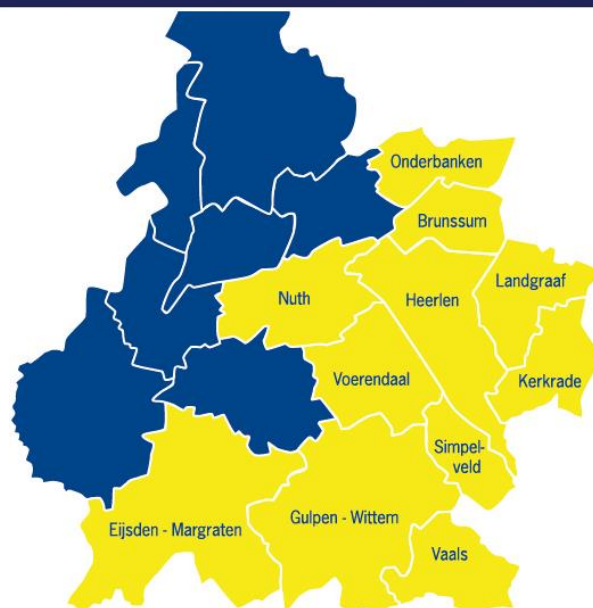 Onderbanken
Brunssum
Landgraaf
Nuth
Heerlen
Voerendaal
Kerkrade
Simpel-
veld
Eijsden - Margraten
Gulpen - Wittem
Vaals